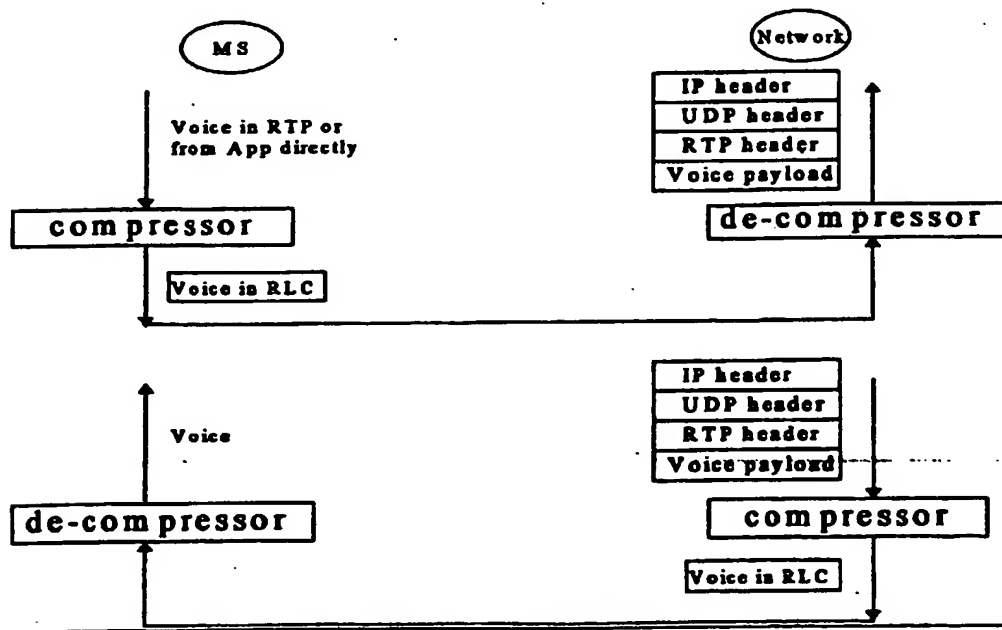 MS
Network
IP header
UDP header
RTP header
Voice payload
Voice in RTP or
from App directly
compressor
de-compressor
Voice in RLC
IP header
UDP header
RTP header
Voice payload
Voice
de-compressor
compressor
Voice in RLC